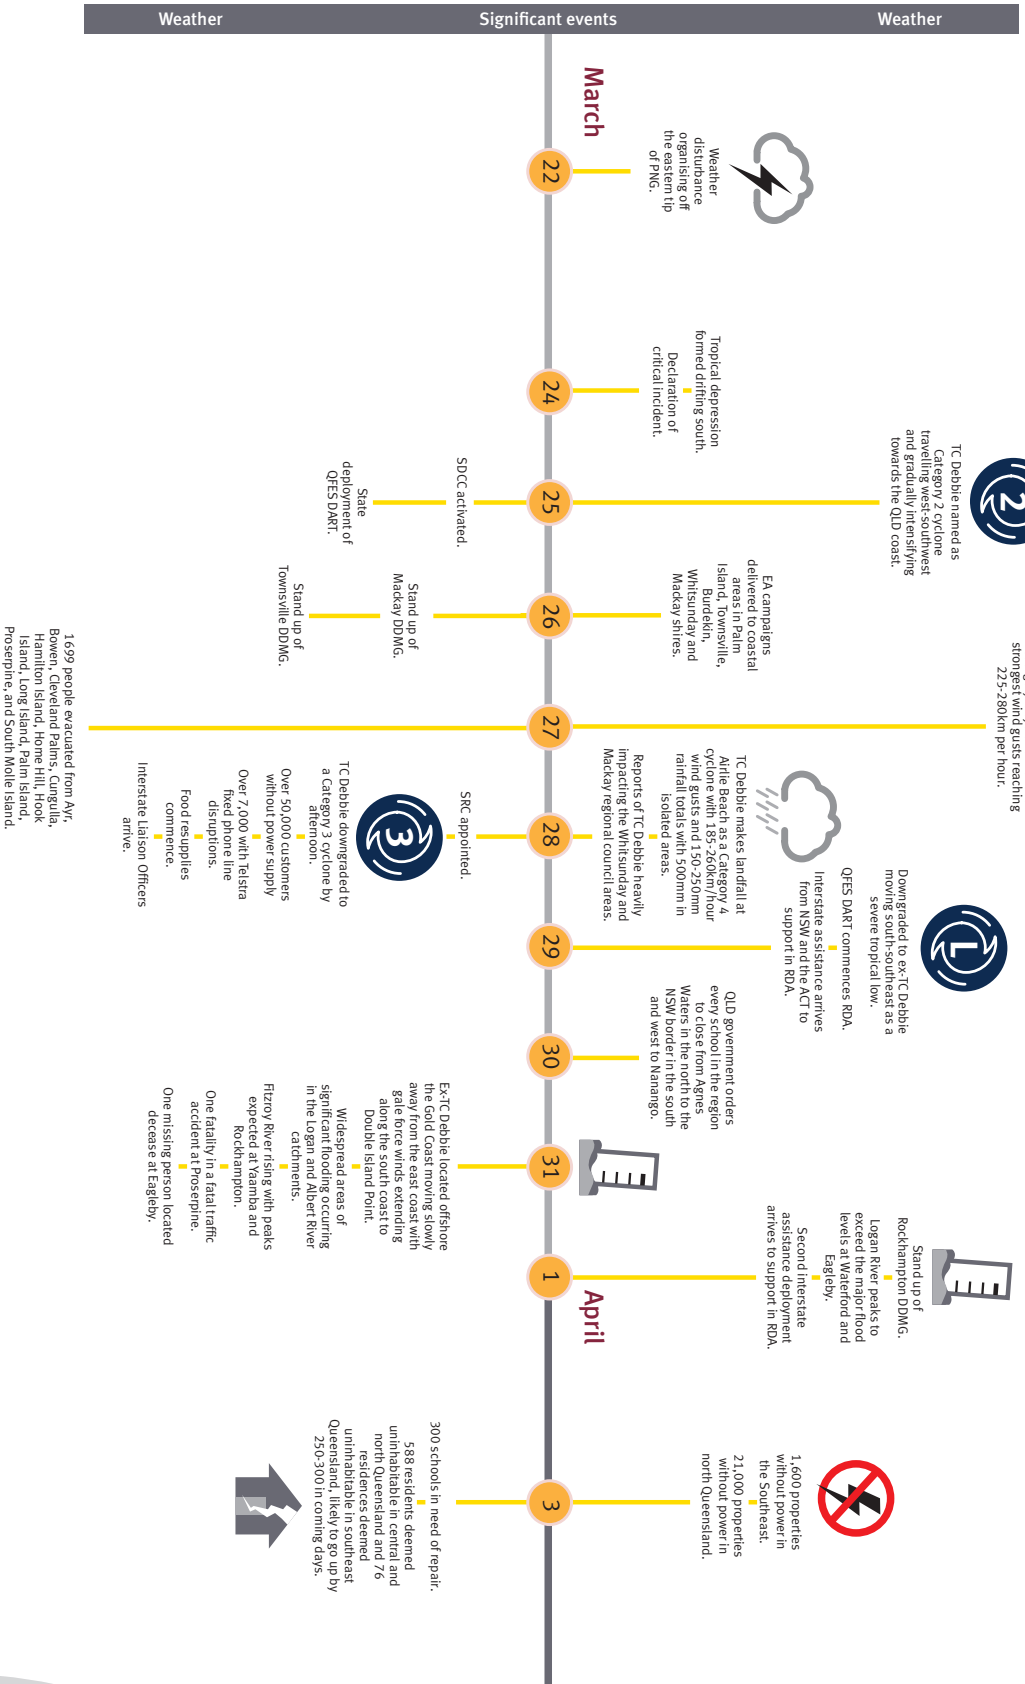 Weather
Significant events
Weather
March
22
Weather
disturbance
organising off
the eastern tip
of PNG.
24
Tropical depression
formed drifting south.
Declaration of
critical incident.
25
2
TC Debbie named as
Category 2 cyclone
travelling west-southwest
and gradually intensifying
towards the QLD coast.
SDCC activated.
State
deployment of
QFES DART.
26
EA campaigns
delivered to coastal
areas in Palm
Island, Townsville,
Burdekin,
Whitsunday and
Mackay shires.
Stand up of
Mackay DDMG.
Stand up of
Townsville DDMG.
27
strongest wind gusts reaching
225-280km per hour.
1699 people evacuated from Ayr,
Bowen, Cleveland Palms, Cungulla,
Hamilton Island, Home Hill, Hook
Island, Long Island, Palm Island,
Proserpine, and South Molle Island.
28
TC Debbie makes landfall at
Airlie Beach as a Category 4
cyclone with 185-260km/hour
wind gusts and 150-250mm
rainfall totals with 500mm in
isolated areas.
Reports of TC Debbie heavily
impacting the Whitsunday and
Mackay regional council areas.
SRC appointed.
3
TC Debbie downgraded to
a Category 3 cyclone by
afternoon.
Over 50,000 customers
without power supply
Over 7,000 with Telstra
fixed phone line
disruptions.
Food resupplies
commence.
Interstate Liaison Officers
arrive.
29
L
Downgraded to ex-TC Debbie
moving south-southeast as a
severe tropical low.
QFES DART commences RDA.
Interstate assistance arrives
from NSW and the ACT to
support in RDA.
30
QLD government orders
every school in the region
to close from Agnes
Waters in the north to the
NSW border in the south
and west to Nanango.
31
Ex-TC Debbie located offshore
the Gold Coast moving slowly
away from the east coast with
gale force winds extending
along the south coast to
Double Island Point.
Widespread areas of
significant flooding occurring
in the Logan and Albert River
catchments.
Fitzroy River rising with peaks
expected at Yaamba and
Rockhampton.
One fatality in a fatal traffic
accident at Proserpine.
One missing person located
decease at Eagleby.
1
April
Stand up of
Rockhampton DDMG.
Logan River peaks to
exceed the major flood
levels at Waterford and
Eagleby.
Second interstate
assistance deployment
arrives to support in RDA.
3
1,600 properties
without power in
the Southeast.
21,000 properties
without power in
north Queensland.
300 schools in need of repair.
588 residents deemed
uninhabitable in central and
north Queensland and 76
residences deemed
uninhabitable in southeast
Queensland, likely to go up by
250-300 in coming days.